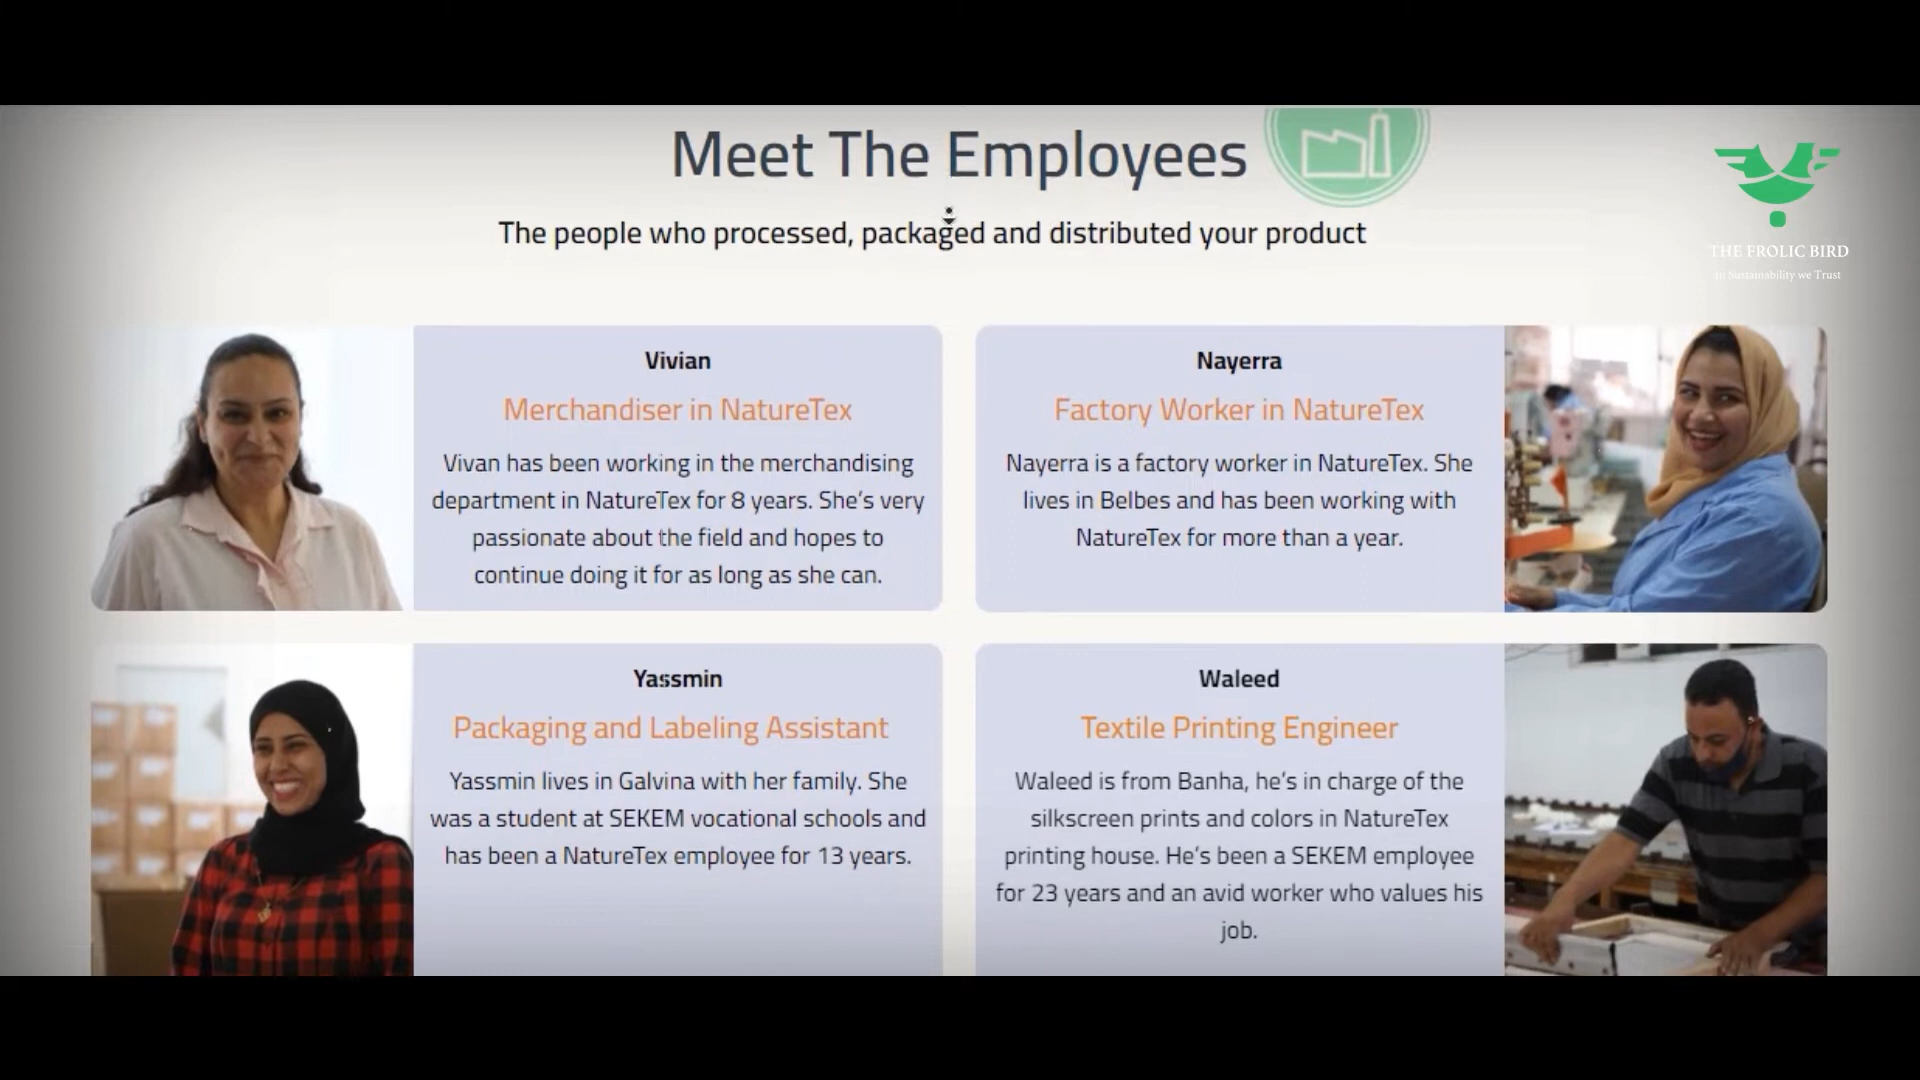 Meet The Employees
The people who processed, packaged and distributed your product
THE FROLIC BIRD
In Sustainability we Trust
Vivian
Merchandiser in NatureTex
Vivan has been working in the merchandising
department in NatureTex for 8 years. She's very
passionate about the field and hopes to
continue doing it for as long as she can.
Nayerra
Factory Worker in NatureTex
Nayerra is a factory worker in NatureTex. She
lives in Belbes and has been working with
NatureTex for more than a year.
Yassmin
Packaging and Labeling Assistant
Yassmin lives in Galvina with her family. She
was a student at SEKEM vocational schools and
has been a NatureTex employee for 13 years.
Waleed
Textile Printing Engineer
Waleed is from Banha, he's in charge of the
silkscreen prints and colors in NatureTex
printing house. He's been a SEKEM employee
for 23 years and an avid worker who values his
job.